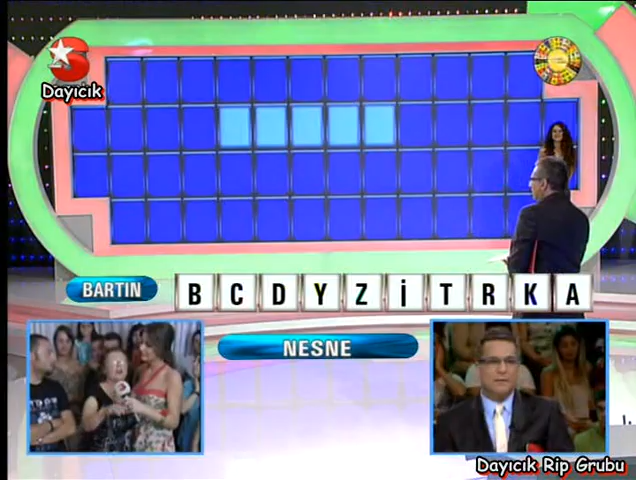 S
Dayıcık
BARTIN
B C D Y Z İ T R K A
NESNE
Dayıcık Rip Grubu